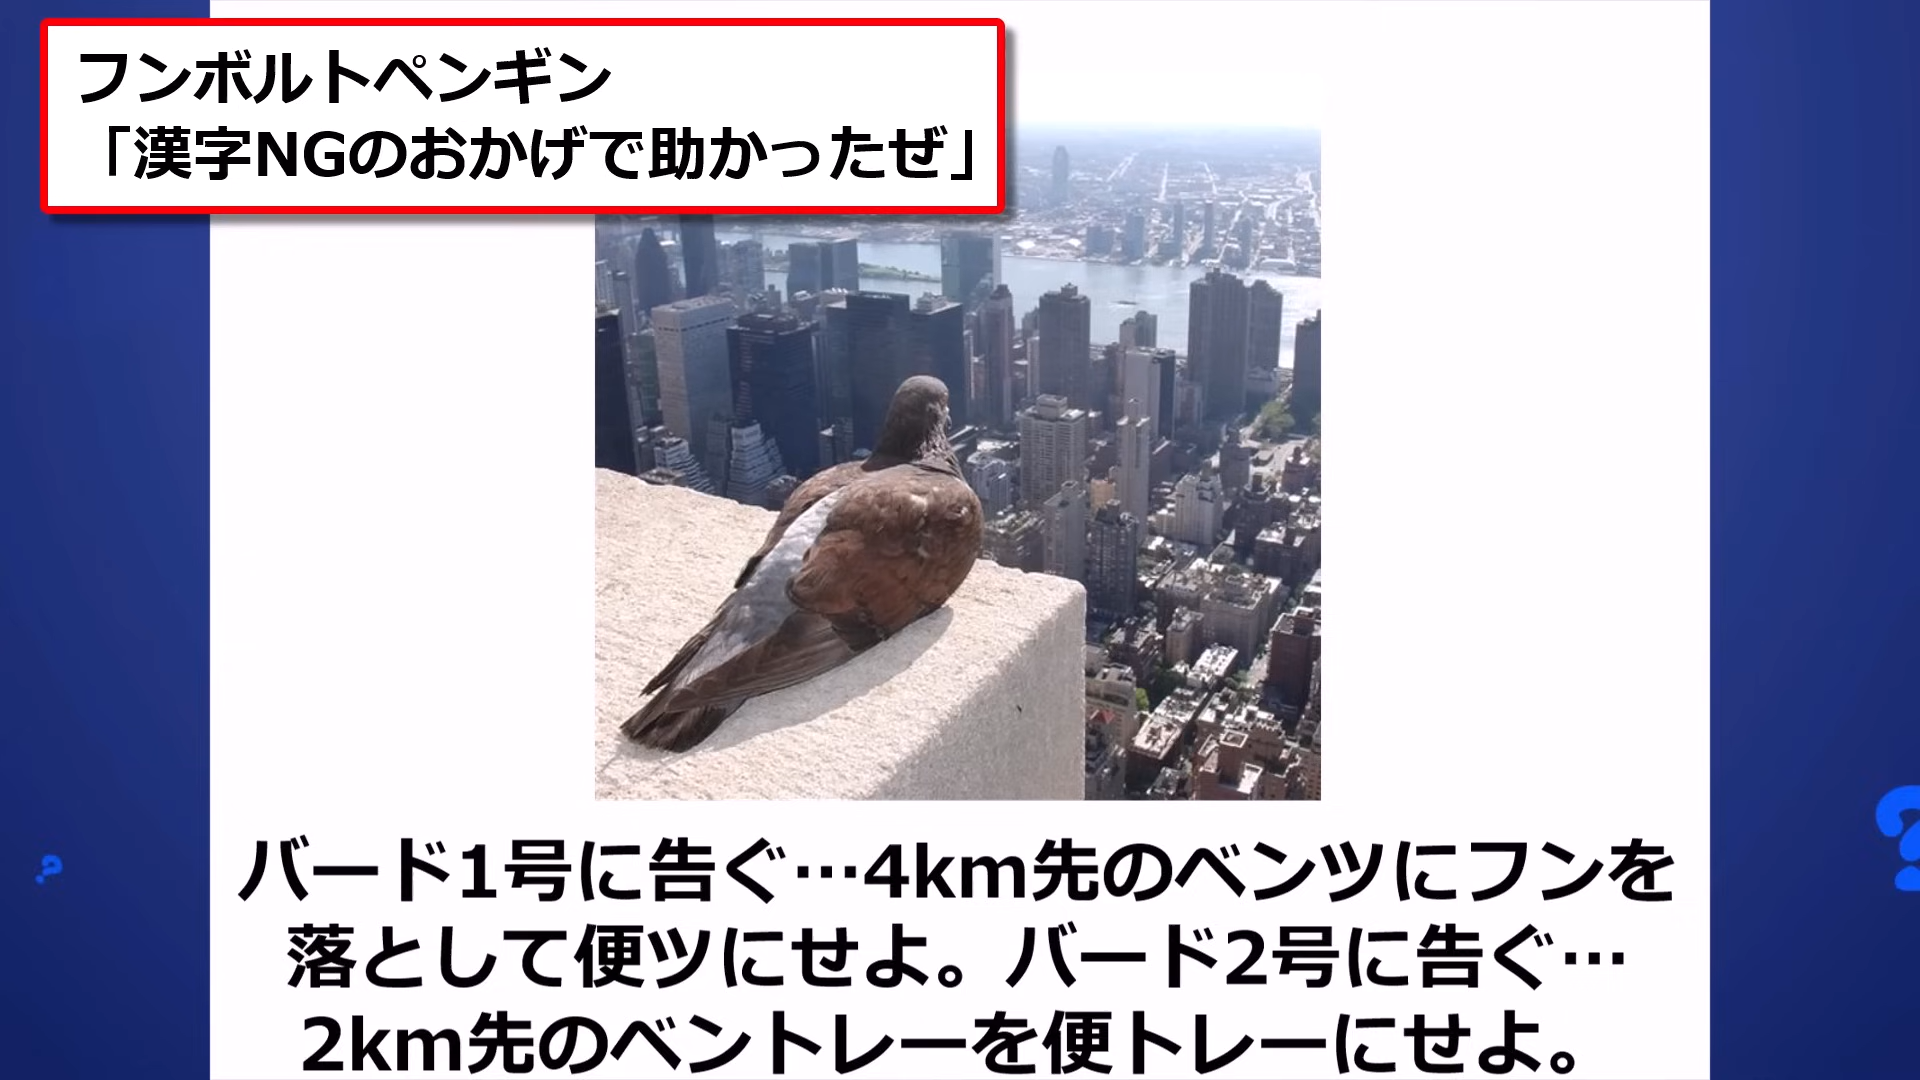 フンボルトペンギン
「漢字NGのおかげで助かったぜ」
バード1号に告ぐ…4km先のベンツにフンを
落として便ツにせよ。バード2号に告ぐ…
2km先のベントレーを便トレーにせよ。